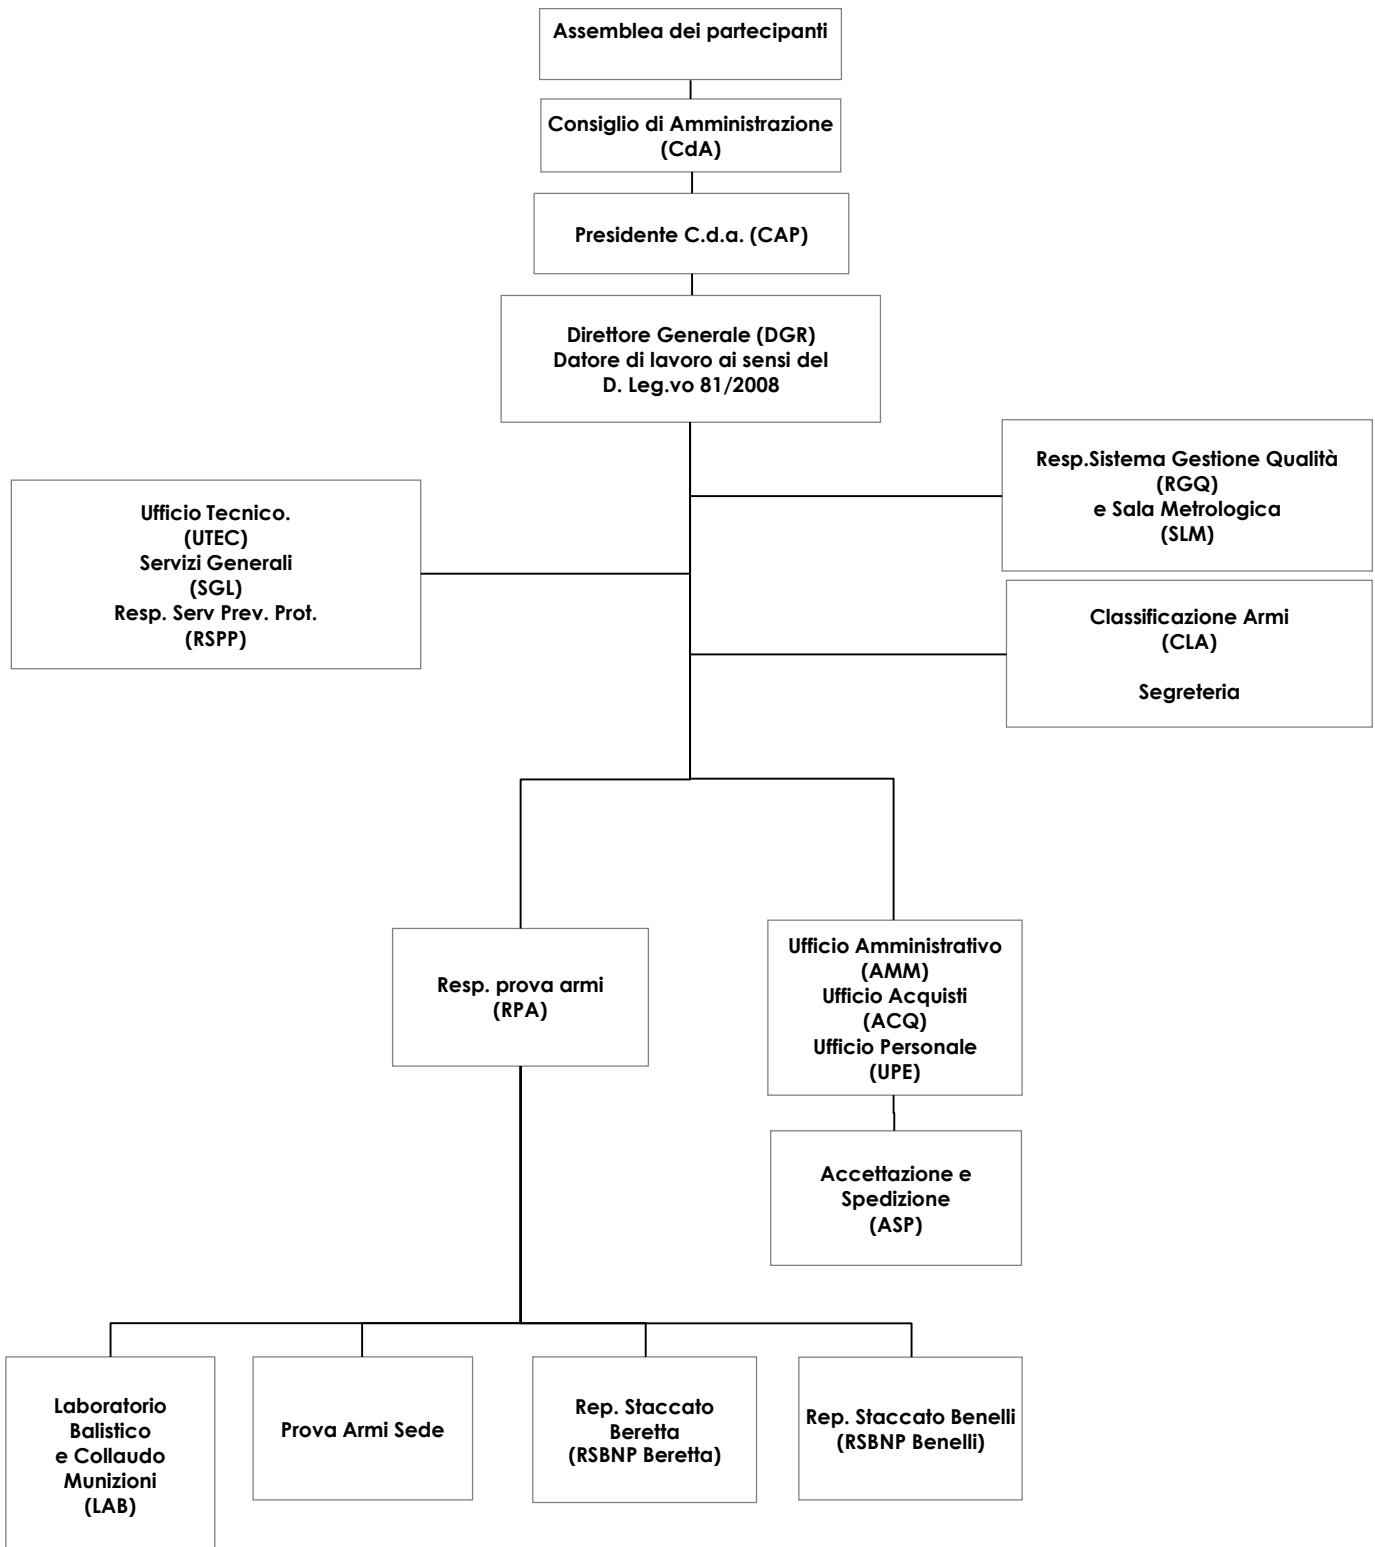 Assemblea dei partecipanti
Consiglio di Amministrazione
(CdA)
Presidente C.d.a. (CAP)
Direttore Generale (DGR)
Datore di lavoro ai sensi del
D. Leg.vo 81/2008
Resp.Sistema Gestione Qualità
(RGQ)
e Sala Metrologica
(SLM)
Ufficio Tecnico.
(UTEC)
Servizi Generali
(SGL)
Resp. Serv Prev. Prot.
(RSPP)
Classificazione Armi
(CLA)
Segreteria
Resp. prova armi
(RPA)
Ufficio Amministrativo
(AMM)
Ufficio Acquisti
(ACQ)
Ufficio Personale
(UPE)
Accettazione e
Spedizione
(ASP)
Laboratorio
Balistico
e Collaudo
Munizioni
(LAB)
Prova Armi Sede
Rep. Staccato
Beretta
(RSBNP Beretta)
Rep. Staccato Benelli
(RSBNP Benelli)